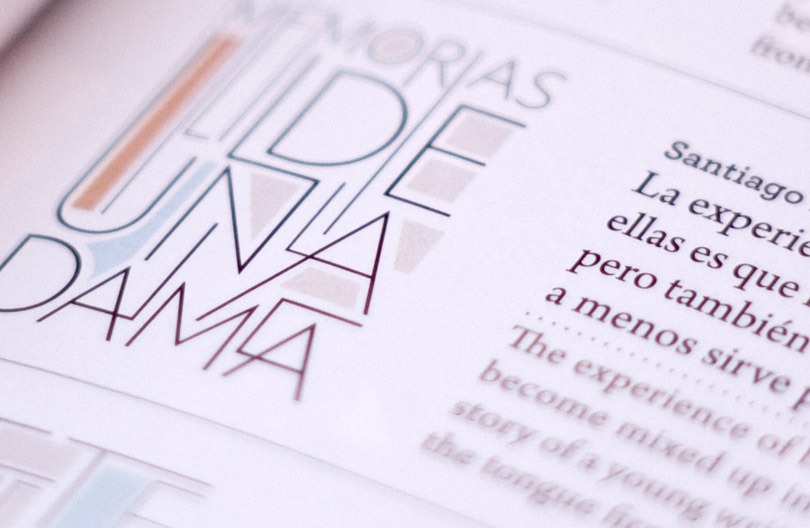 MEMORIAS
DE
UNA
DAMA
Santiago
La experie
ellas es que
pero también
a menos sirve p
The experience of
become mixed up in
story of a young
the tongue
be
from